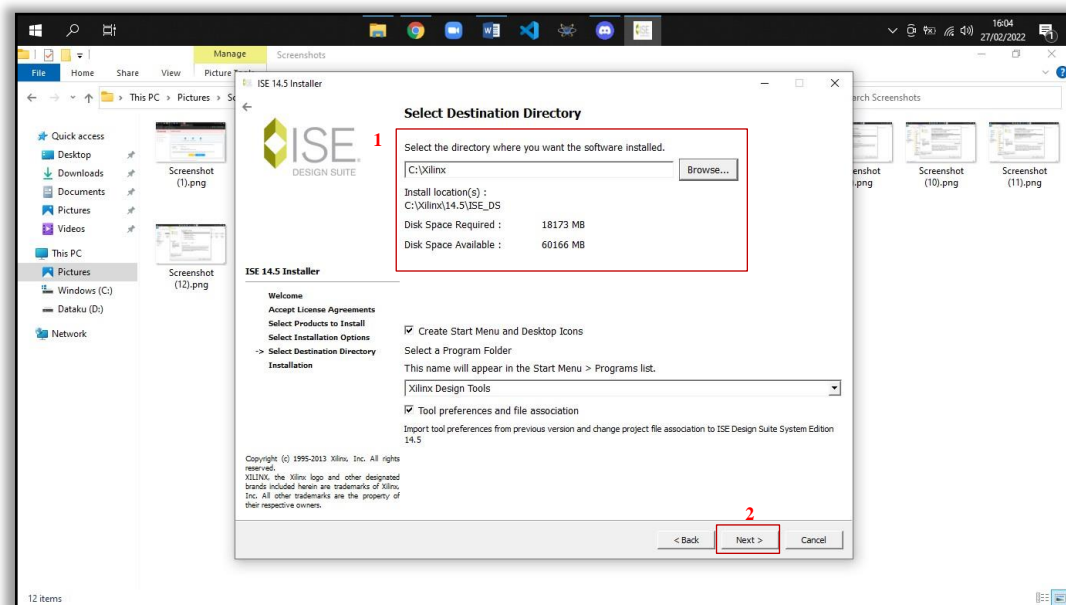 16:04
27/02/2022
Manage
Screenshots
File
Home
Share
View
Picture
This PC > Pictures >
Screenshots
Quick access
Desktop
Downloads
Documents
Pictures
Videos
This PC
Pictures
Windows (C:)
Dataku (D:)
Network
Screenshot
(1).png
Screenshot
(12).png
Screenshot
(10).png
Screenshot
(11).png
ISE 14.5 Installer
ISE
DESIGN SUITE
ISE 14.5 Installer
Welcome
Accept License Agreements
Select Products to Install
Select Installation Options
-> Select Destination Directory
Installation
Copyright (c) 1995-2013 Xilinx, Inc. All rights
reserved.
XILINX, the Xilinx logo and other designated
brands included herein are trademarks of Xilinx,
Inc. All other trademarks are the property of
their respective owners.
Select Destination Directory
1
Select the directory where you want the software installed.
C:\Xilinx
Browse...
Install location(s) :
C:\Xilinx\14.5\ISE_DS
Disk Space Required : 18173 MB
Disk Space Available : 60166 MB
Create Start Menu and Desktop Icons
Select a Program Folder
This name will appear in the Start Menu > Programs list.
Xilinx Design Tools
Tool preferences and file association
Import tool preferences from previous version and change project file association to ISE Design Suite System Edition
14.5
2
< Back
Next >
Cancel
12 items